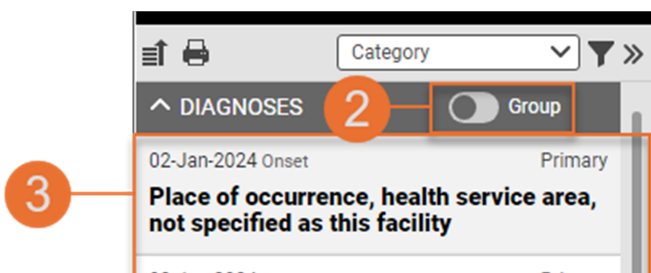 Category
DIAGNOSES
2
Group
3
02-Jan-2024 Onset Primary
Place of occurrence, health service area,
not specified as this facility